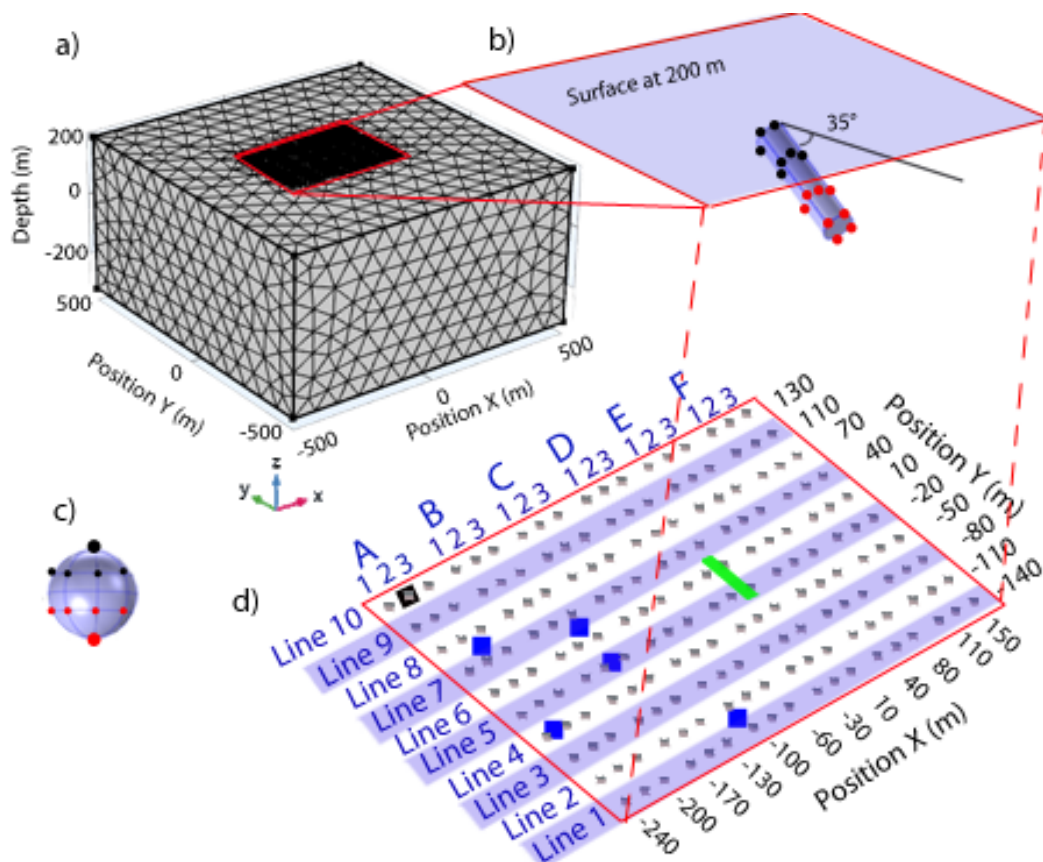 a)
200
0
-200
Depth (m)
500
0
-500
Position Y (m)
-500
0
500
Position X (m)
z
y
x
b)
Surface at 200 m
35°
c)
d)
A
B
C
D
E
F
1 2 3
1 2 3
1 2 3
1 2 3
1 2 3
1 2 3
Line 10
Line 9
Line 8
Line 7
Line 6
Line 5
Line 4
Line 3
Line 2
Line 1
130
110
70
40
10
-20
-50
-80
-110
-140
Position Y (m)
150
110
80
40
10
-30
-60
-100
-130
-170
-200
-240
Position X (m)